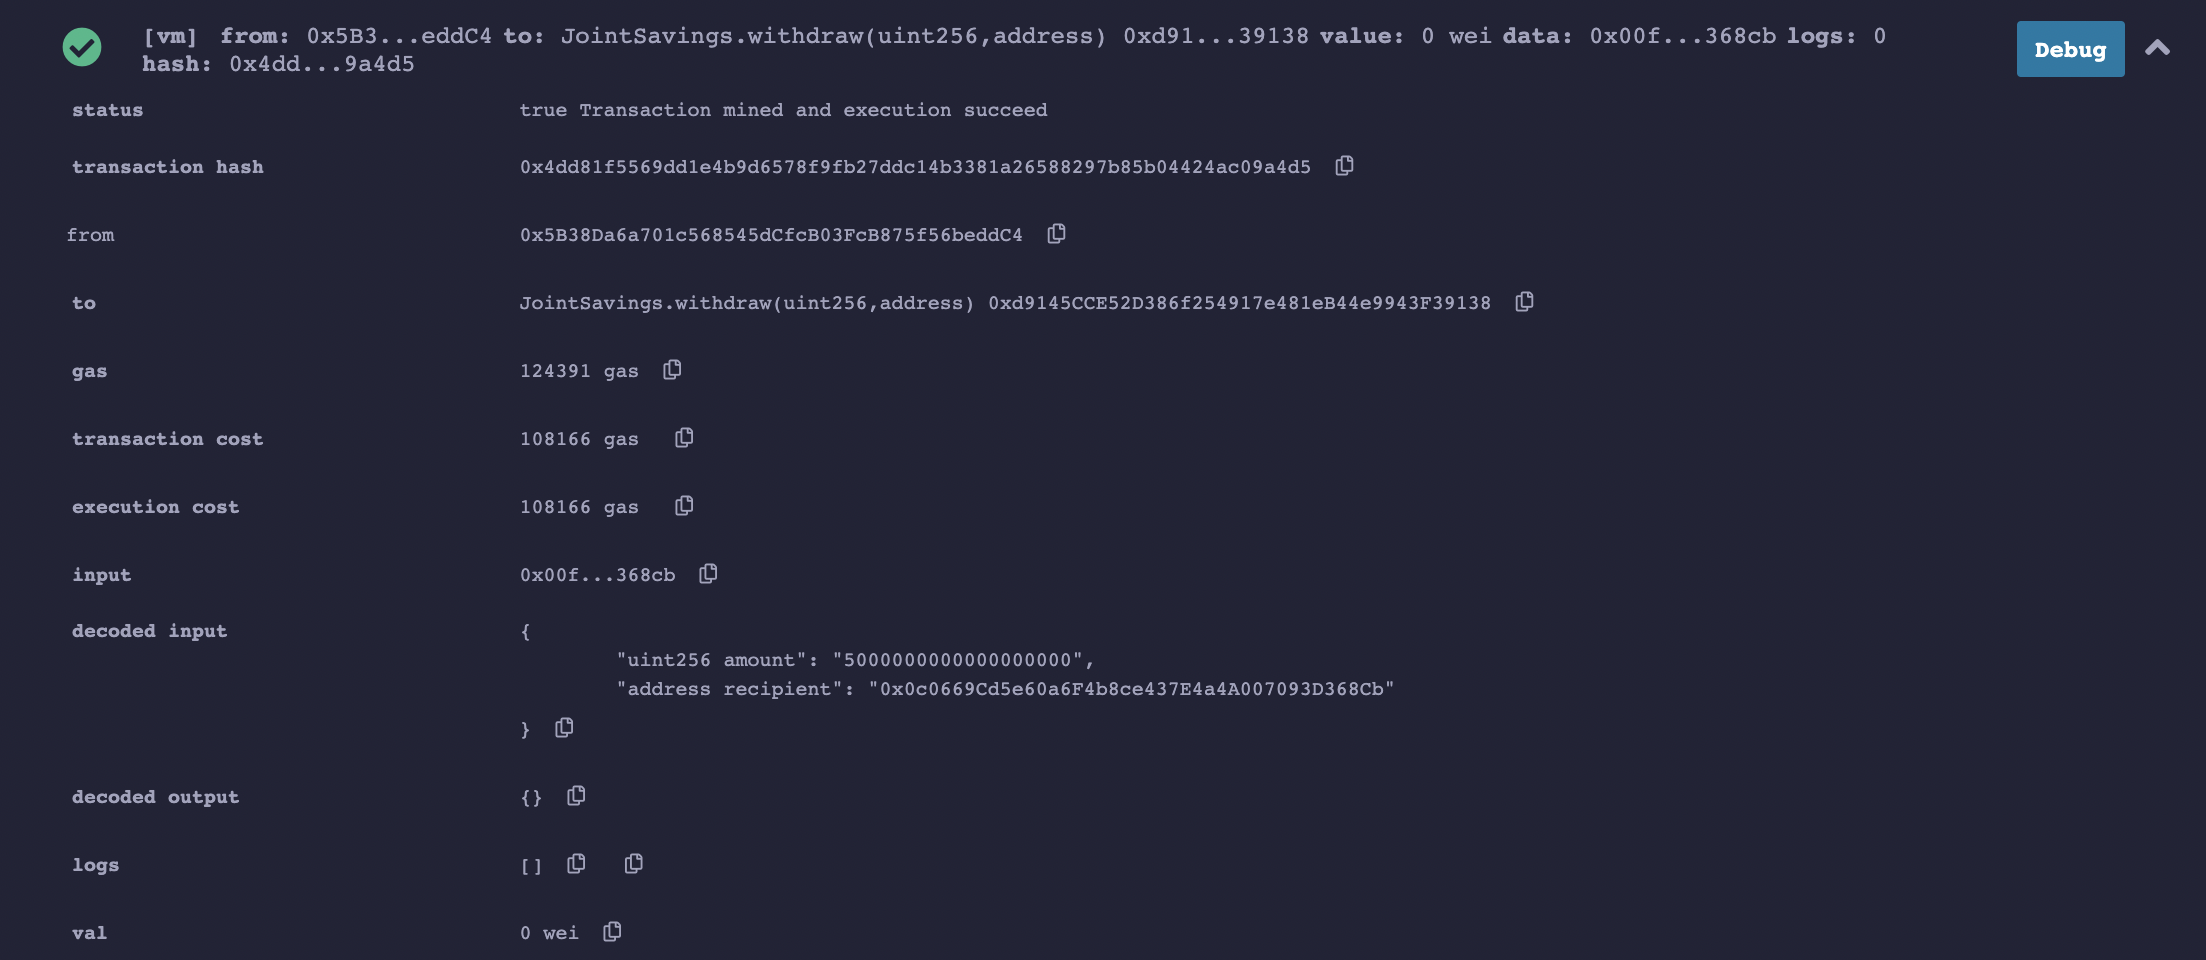 [vm] from: 0x5B3...eddC4 to: JointSavings.withdraw(uint256,address) 0xd91...39138 value: 0 wei data: 0x00f...368cb logs: 0
hash: 0x4dd...9a4d5
Debug
status true Transaction mined and execution succeed
transaction hash 0x4dd81f5569dd1e4b9d6578f9fb27ddc14b3381a26588297b85b04424ac09a4d5
from 0x5B38Da6a701c568545dCfcB03FcB875f56beddC4
to JointSavings.withdraw(uint256,address) 0xd9145CCE52D386f254917e481eB44e9943F39138
gas 124391 gas
transaction cost 108166 gas
execution cost 108166 gas
input 0x00f...368cb
decoded input {
"uint256 amount": "5000000000000000000",
"address recipient": "0x0c0669Cd5e60a6F4b8ce437E4a4A007093D368Cb"
}
decoded output {}
logs []
val 0 wei